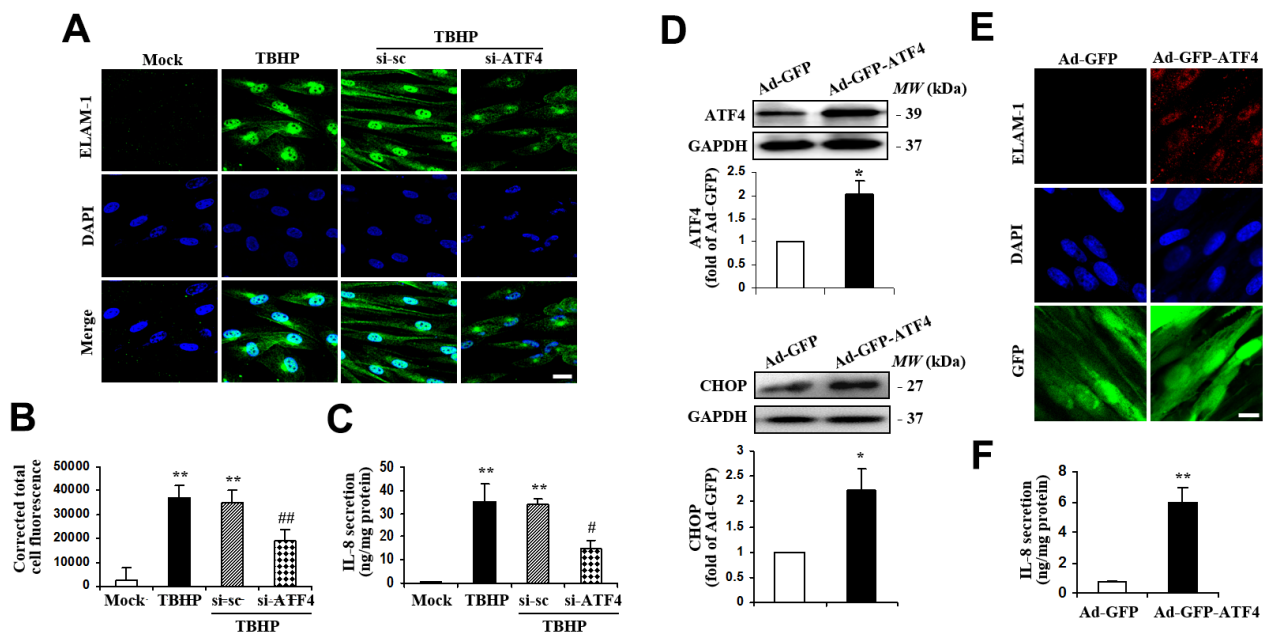 A
TBHP
Mock TBHP si-sc si-ATF4
ELAM-1
DAPI
Merge
B
Corrected total
cell fluorescence
50000
40000
30000
20000
10000
0
** ** ##
Mock TBHP si-sc si-ATF4
TBHP
C
IL-8 secretion
(ng/mg protein)
50
40
30
20
10
0
** ** #
Mock TBHP si-sc si-ATF4
TBHP
D
Ad-GFP Ad-GFP-ATF4 MW (kDa)
ATF4 - 39
GAPDH - 37
ATF4
(fold of Ad-GFP)
2.5
2
1.5
1
0.5
0
*
Ad-GFP Ad-GFP-ATF4 MW (kDa)
CHOP - 27
GAPDH - 37
CHOP
(fold of Ad-GFP)
3
2.5
2
1.5
1
0.5
0
*
E
Ad-GFP Ad-GFP-ATF4
ELAM-1
DAPI
GFP
F
IL-8 secretion
(ng/mg protein)
8
6
4
2
0
**
Ad-GFP Ad-GFP-ATF4